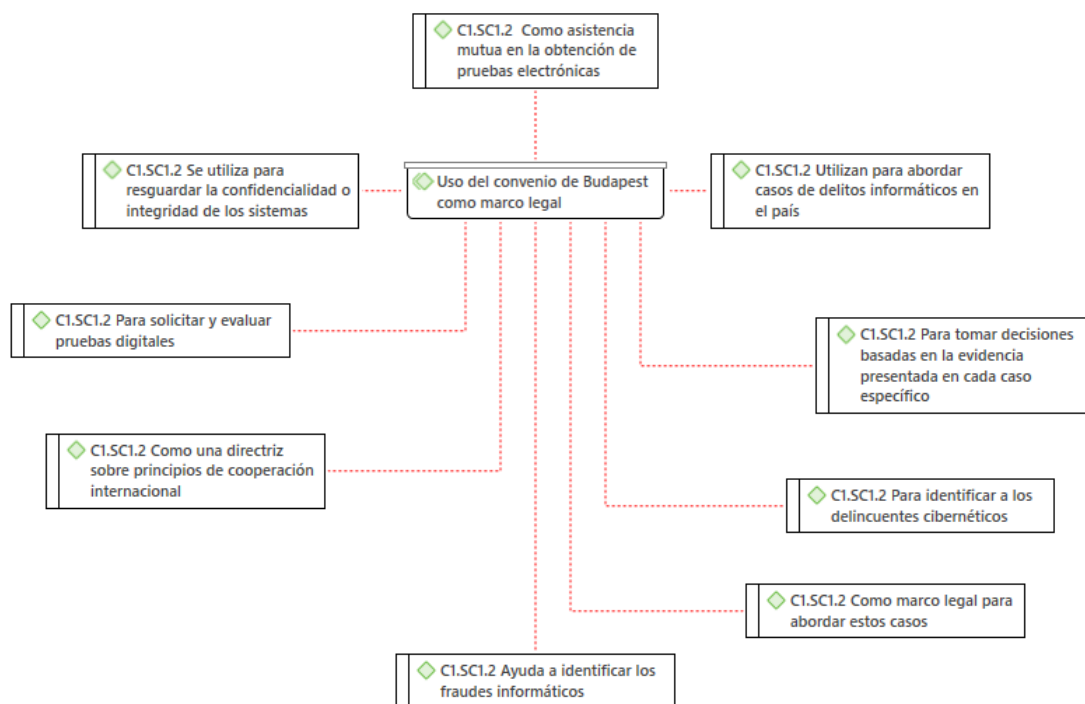 C1.SC1.2 Como asistencia
mutua en la obtención de
pruebas electrónicas
C1.SC1.2 Se utiliza para
resguardar la confidencialidad o
integridad de los sistemas
Uso del convenio de Budapest
como marco legal
C1.SC1.2 Utilizan para abordar
casos de delitos informáticos en
el país
C1.SC1.2 Para solicitar y evaluar
pruebas digitales
C1.SC1.2 Para tomar decisiones
basadas en la evidencia
presentada en cada caso
específico
C1.SC1.2 Como una directriz
sobre principios de cooperación
internacional
C1.SC1.2 Para identificar a los
delincuentes cibernéticos
C1.SC1.2 Como marco legal para
abordar estos casos
C1.SC1.2 Ayuda a identificar los
fraudes informáticos